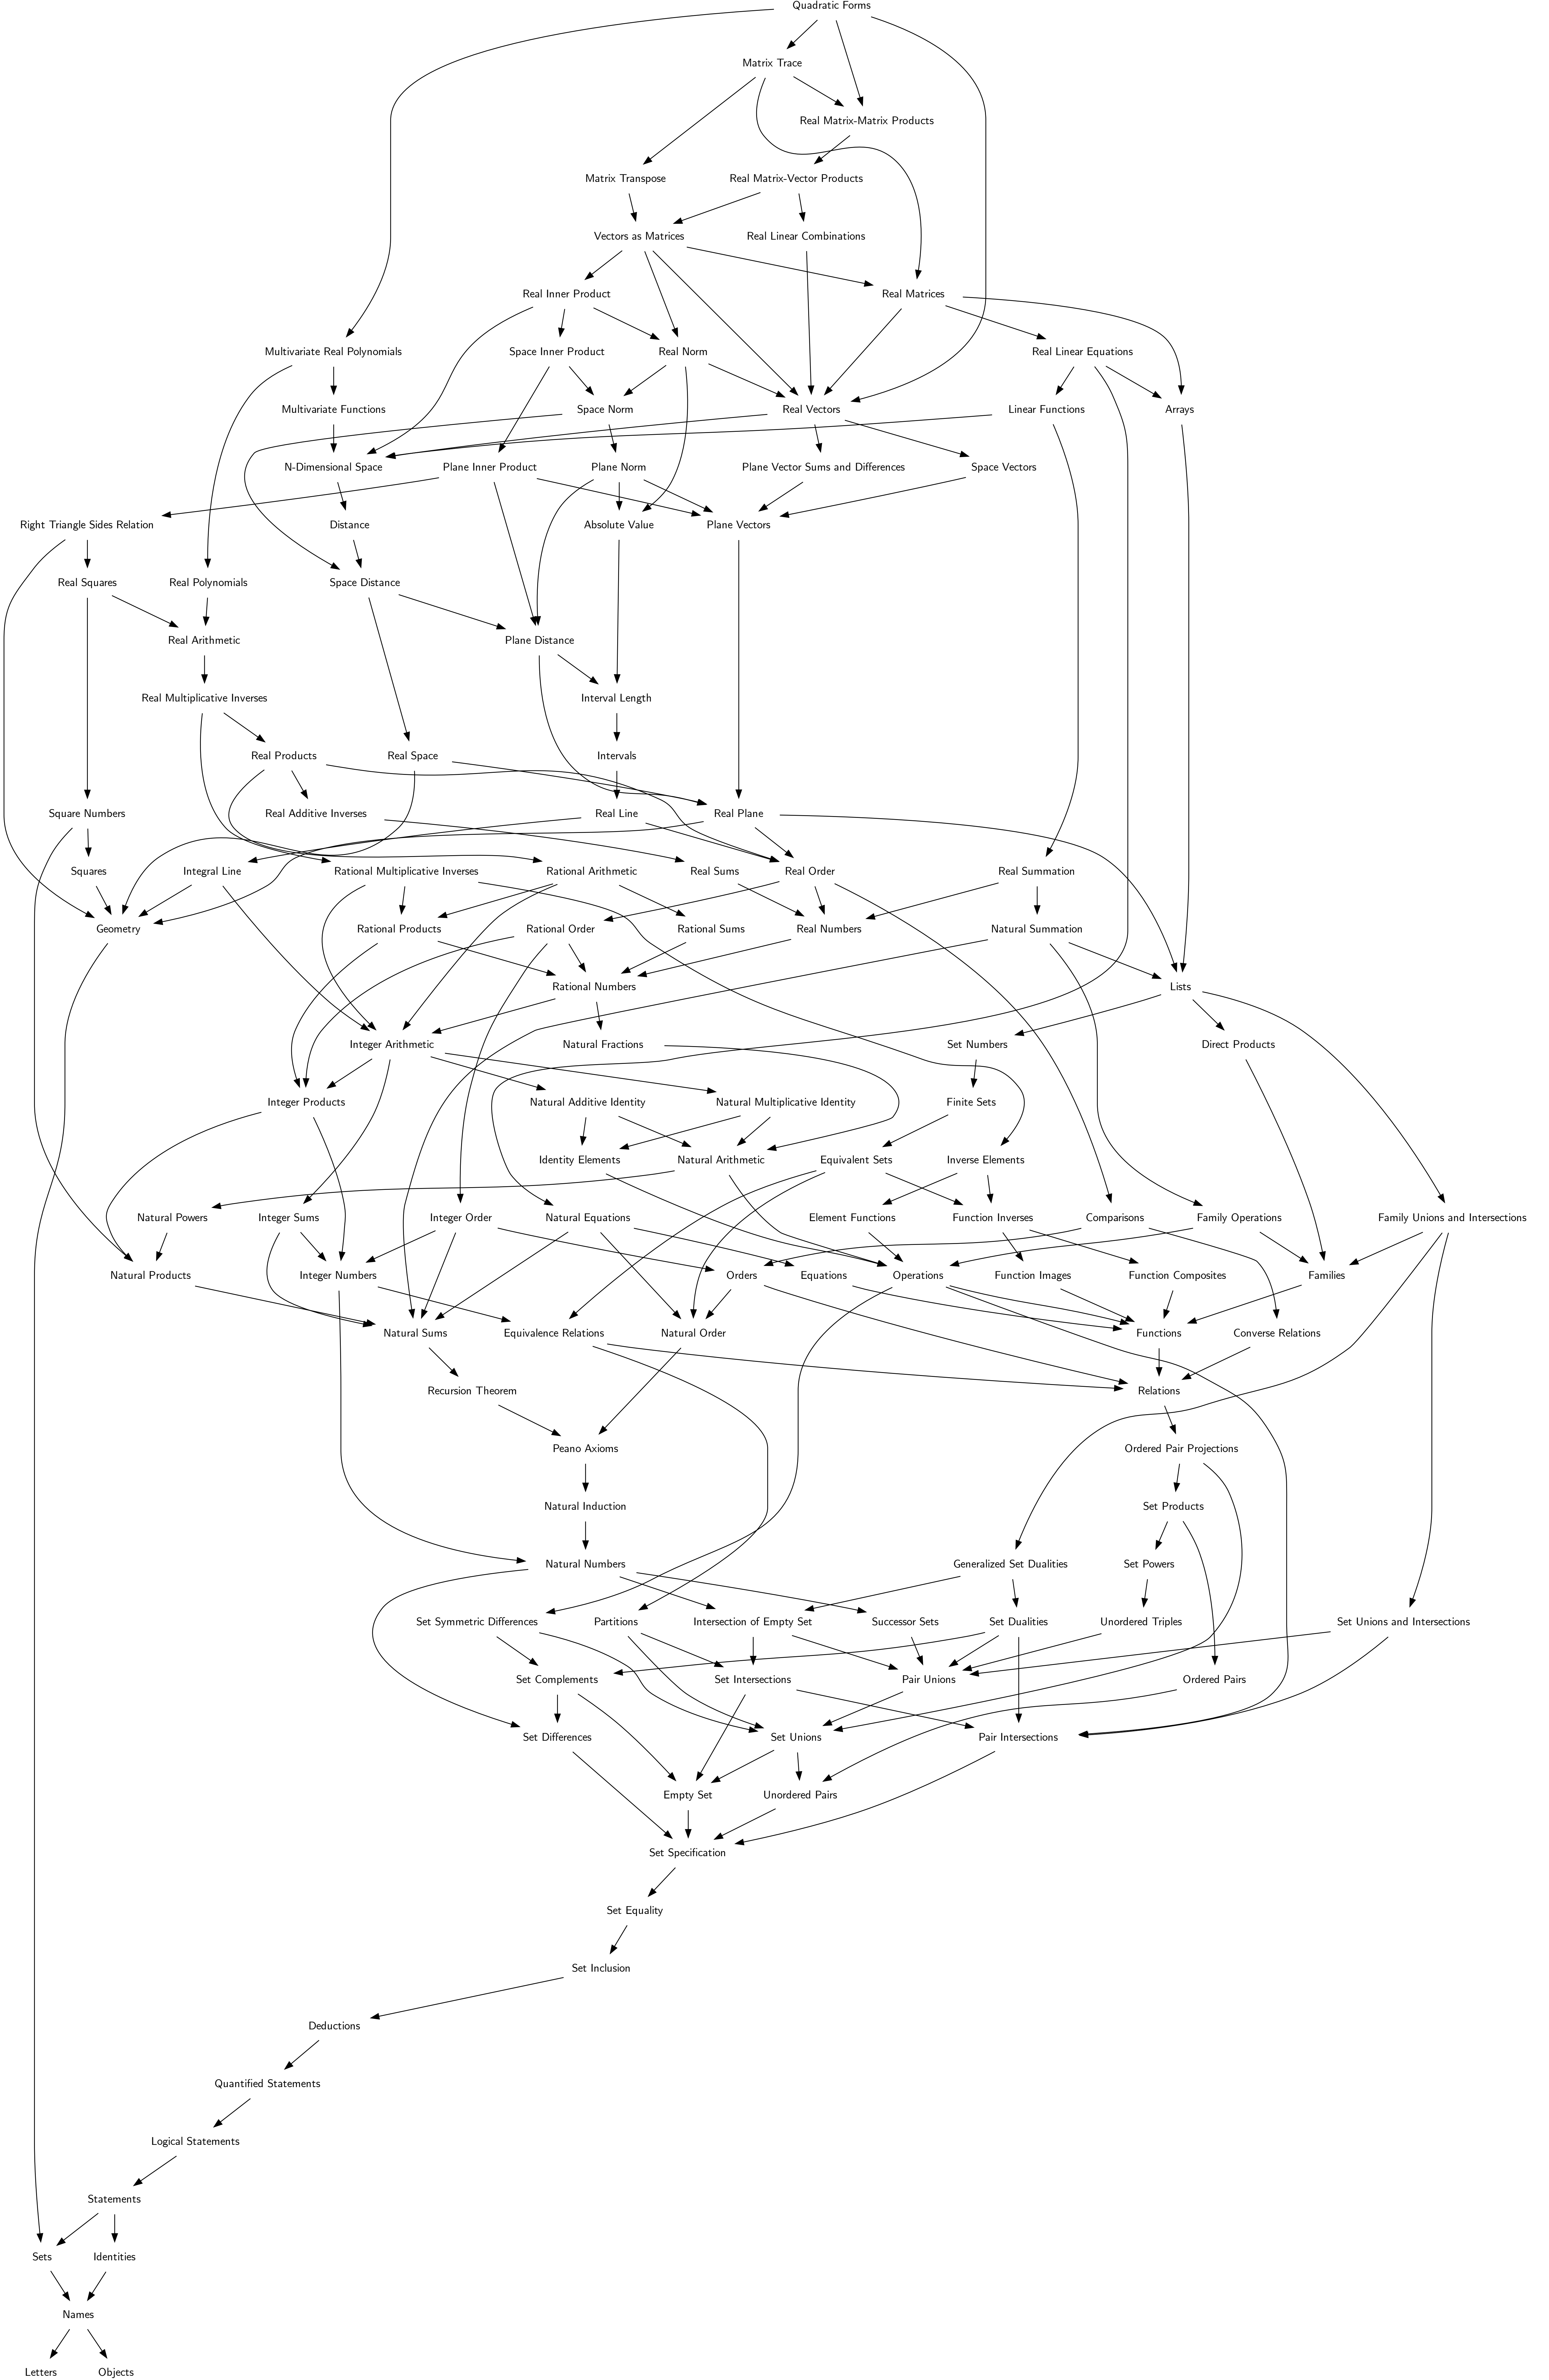 Quadratic Forms
Matrix Trace
Real Matrix-Matrix Products
Matrix Transpose
Real Matrix-Vector Products
Vectors as Matrices
Real Linear Combinations
Real Inner Product
Real Matrices
Multivariate Real Polynomials
Space Inner Product
Real Norm
Real Linear Equations
Multivariate Functions
Space Norm
Real Vectors
Linear Functions
Arrays
N-Dimensional Space
Plane Inner Product
Plane Norm
Plane Vector Sums and Differences
Space Vectors
Right Triangle Sides Relation
Distance
Absolute Value
Plane Vectors
Real Squares
Real Polynomials
Space Distance
Real Arithmetic
Plane Distance
Real Multiplicative Inverses
Interval Length
Real Products
Real Space
Intervals
Square Numbers
Real Additive Inverses
Real Line
Real Plane
Squares
Integral Line
Rational Multiplicative Inverses
Rational Arithmetic
Real Sums
Real Order
Real Summation
Geometry
Rational Products
Rational Order
Rational Sums
Real Numbers
Natural Summation
Rational Numbers
Lists
Integer Arithmetic
Natural Fractions
Set Numbers
Direct Products
Integer Products
Natural Additive Identity
Natural Multiplicative Identity
Finite Sets
Identity Elements
Natural Arithmetic
Equivalent Sets
Inverse Elements
Natural Powers
Integer Sums
Integer Order
Natural Equations
Element Functions
Function Inverses
Comparisons
Family Operations
Family Unions and Intersections
Natural Products
Integer Numbers
Orders
Equations
Operations
Function Images
Function Composites
Families
Natural Sums
Equivalence Relations
Natural Order
Functions
Converse Relations
Recursion Theorem
Relations
Peano Axioms
Ordered Pair Projections
Natural Induction
Set Products
Natural Numbers
Generalized Set Dualities
Set Powers
Set Symmetric Differences
Partitions
Intersection of Empty Set
Successor Sets
Set Dualities
Unordered Triples
Set Unions and Intersections
Set Complements
Set Intersections
Pair Unions
Ordered Pairs
Set Differences
Set Unions
Pair Intersections
Empty Set
Unordered Pairs
Set Specification
Set Equality
Set Inclusion
Deductions
Quantified Statements
Logical Statements
Statements
Sets
Identities
Names
Letters
Objects